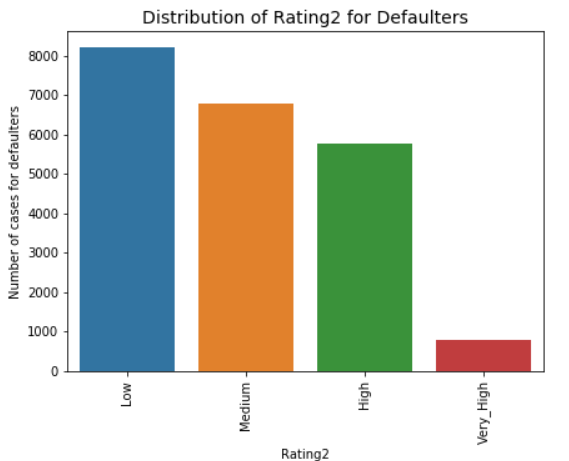 Distribution of Rating2 for Defaulters
Number of cases for defaulters
8000
7000
6000
5000
4000
3000
2000
1000
0
Low
Medium
High
Very_High
Rating2